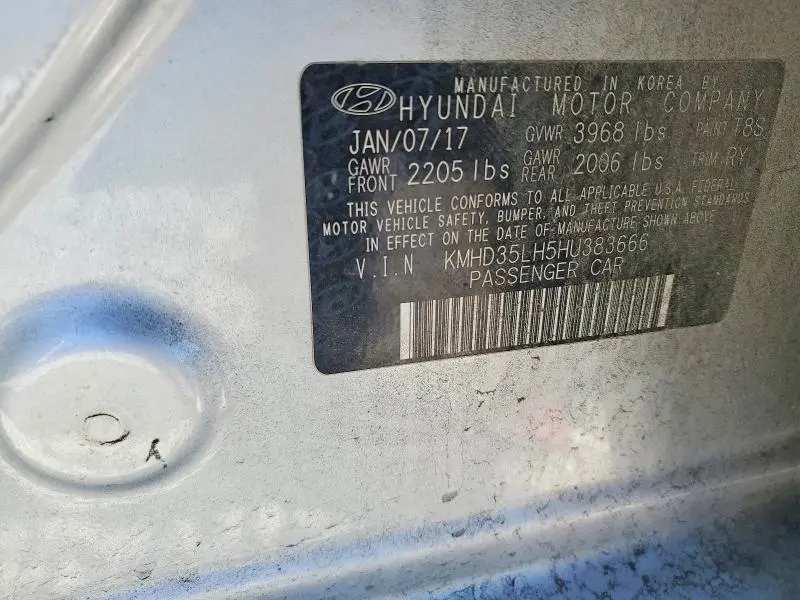 MANUFACTURED IN KOREA BY
HYUNDAI MOTOR COMPANY
JAN/07/17 GVWR 3968 lbs PAINT T8S
GAWR FRONT 2205 lbs GAWR REAR 2006 lbs TRIM RY
THIS VEHICLE CONFORMS TO ALL APPLICABLE U.S.A. FEDERAL
MOTOR VEHICLE SAFETY, BUMPER, AND THEFT PREVENTION STANDARDS
IN EFFECT ON THE DATE OF MANUFACTURE SHOWN ABOVE
V.I.N KMHD35LH5HU383666
PASSENGER CAR